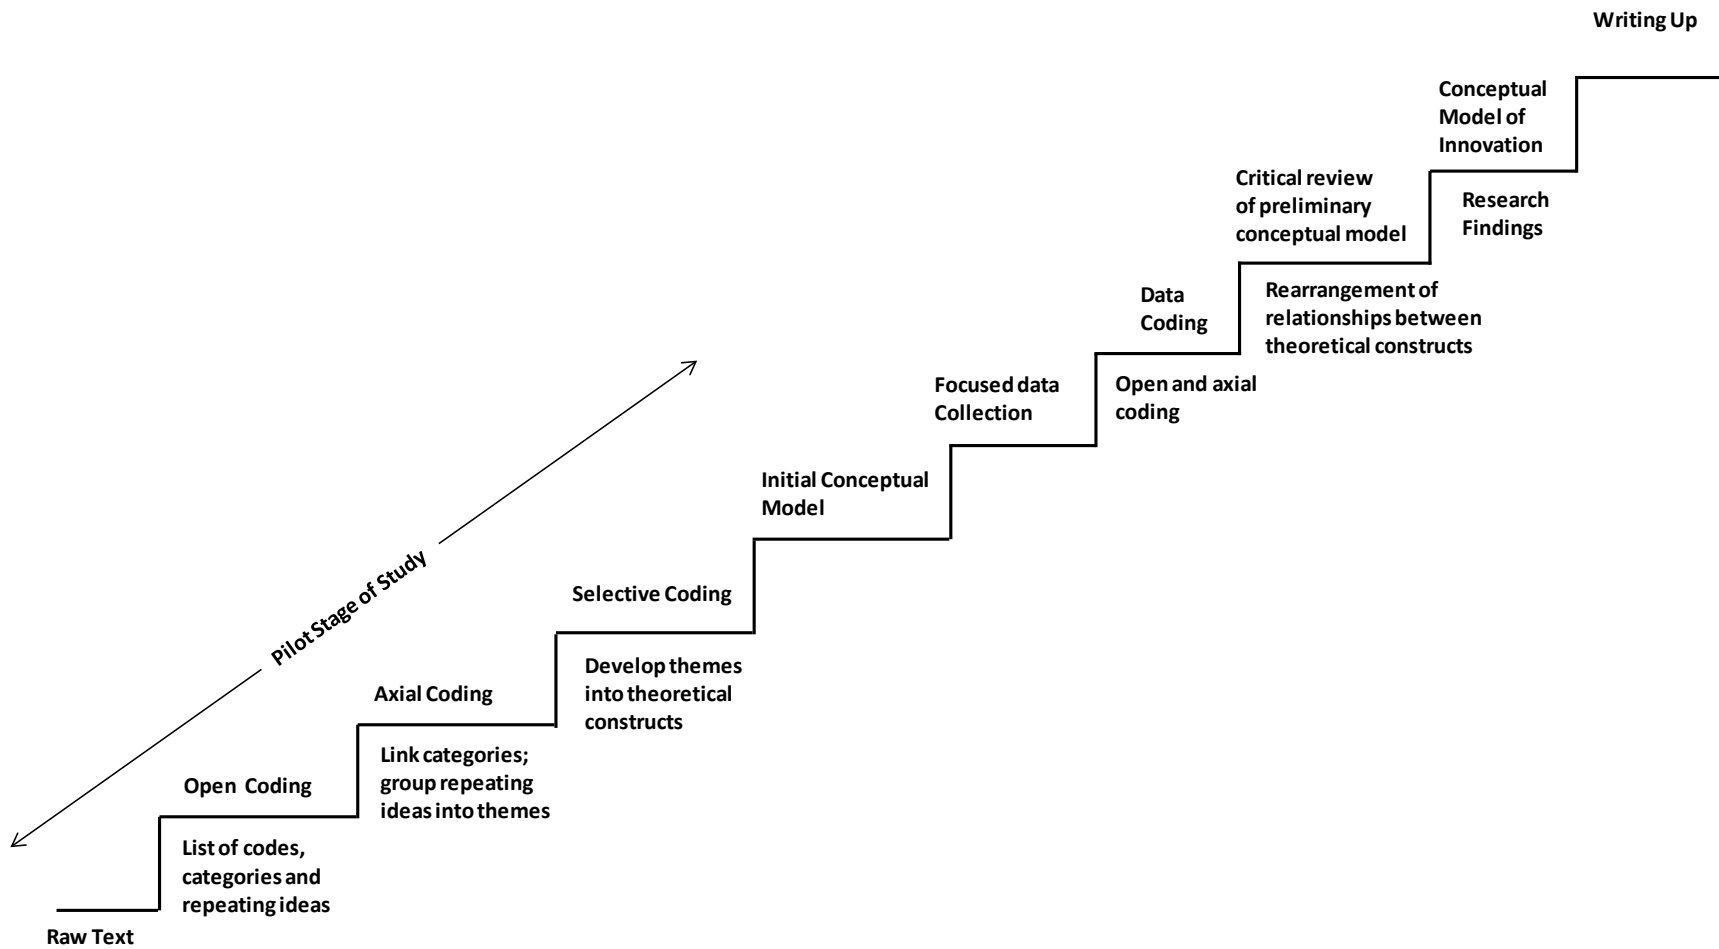 Writing Up
Conceptual
Model of
Innovation
Critical review
of preliminary
conceptual model
Research
Findings
Data
Coding
Rearrangement of
relationships between
theoretical constructs
Focused data
Collection
Open and axial
coding
Initial Conceptual
Model
Pilot Stage of Study
Selective Coding
Develop themes
into theoretical
constructs
Axial Coding
Link categories;
group repeating
ideas into themes
Open Coding
List of codes,
categories and
repeating ideas
Raw Text